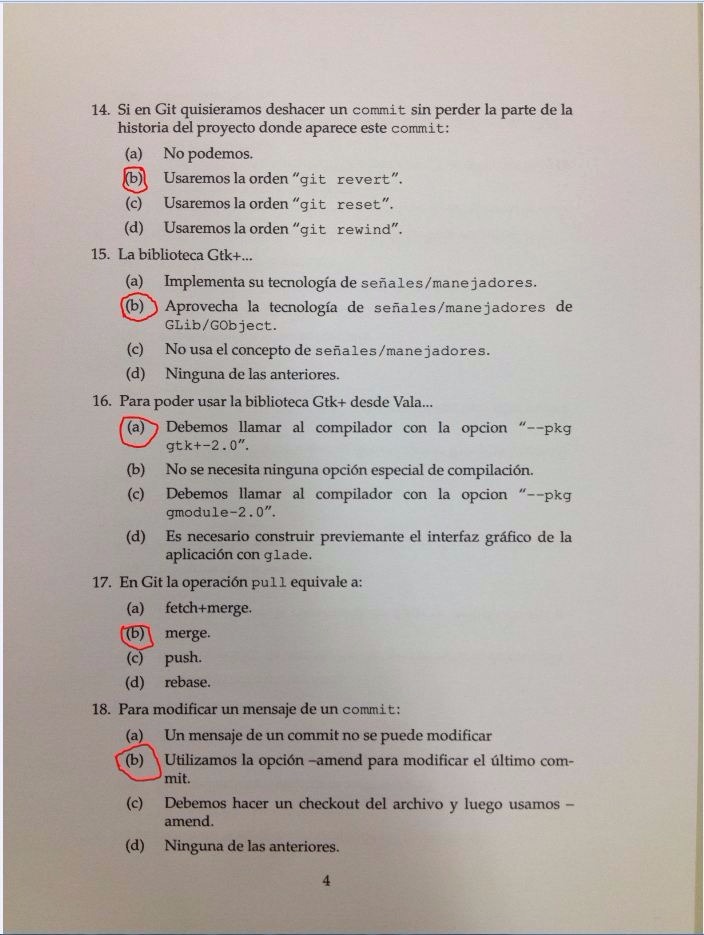 14. Si en Git quisieramos deshacer un commit sin perder la parte de la
historia del proyecto donde aparece este commit:
(a) No podemos.
(b) Usaremos la orden "git revert".
(c) Usaremos la orden "git reset".
(d) Usaremos la orden "git rewind".
15. La biblioteca Gtk+...
(a) Implementa su tecnología de señales/manejadores.
(b) Aprovecha la tecnología de señales/manejadores de
GLib/GObject.
(c) No usa el concepto de señales/manejadores.
(d) Ninguna de las anteriores.
16. Para poder usar la biblioteca Gtk+ desde Vala...
(a) Debemos llamar al compilador con la opcion "--pkg
gtk+-2.0".
(b) No se necesita ninguna opción especial de compilación.
(c) Debemos llamar al compilador con la opcion "--pkg
gmodule-2.0".
(d) Es necesario construir previemante el interfaz gráfico de la
aplicación con glade.
17. En Git la operación pull equivale a:
(a) fetch+merge.
(b) merge.
(c) push.
(d) rebase.
18. Para modificar un mensaje de un commit:
(a) Un mensaje de un commit no se puede modificar
(b) Utilizamos la opción –amend para modificar el último com-
mit.
(c) Debemos hacer un checkout del archivo y luego usamos –
amend.
(d) Ninguna de las anteriores.
4